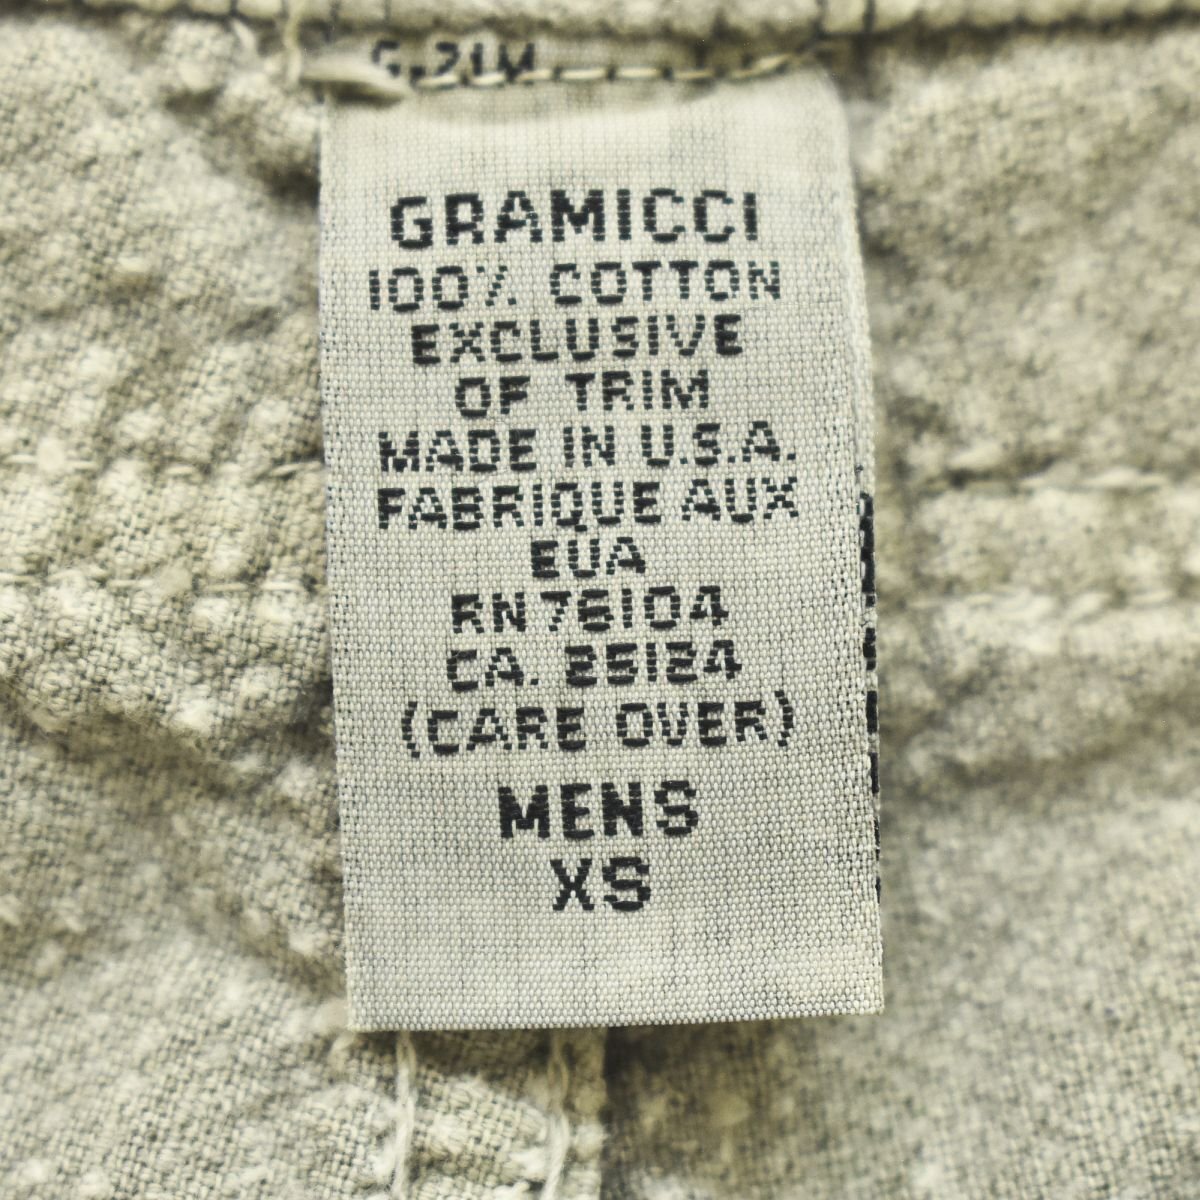 G-21M
GRAMICCI
100% COTTON
EXCLUSIVE
OF TRIM
MADE IN U.S.A.
FABRIQUE AUX
EUA
RN 76104
CA. 25124
(CARE OVER)
MENS
XS